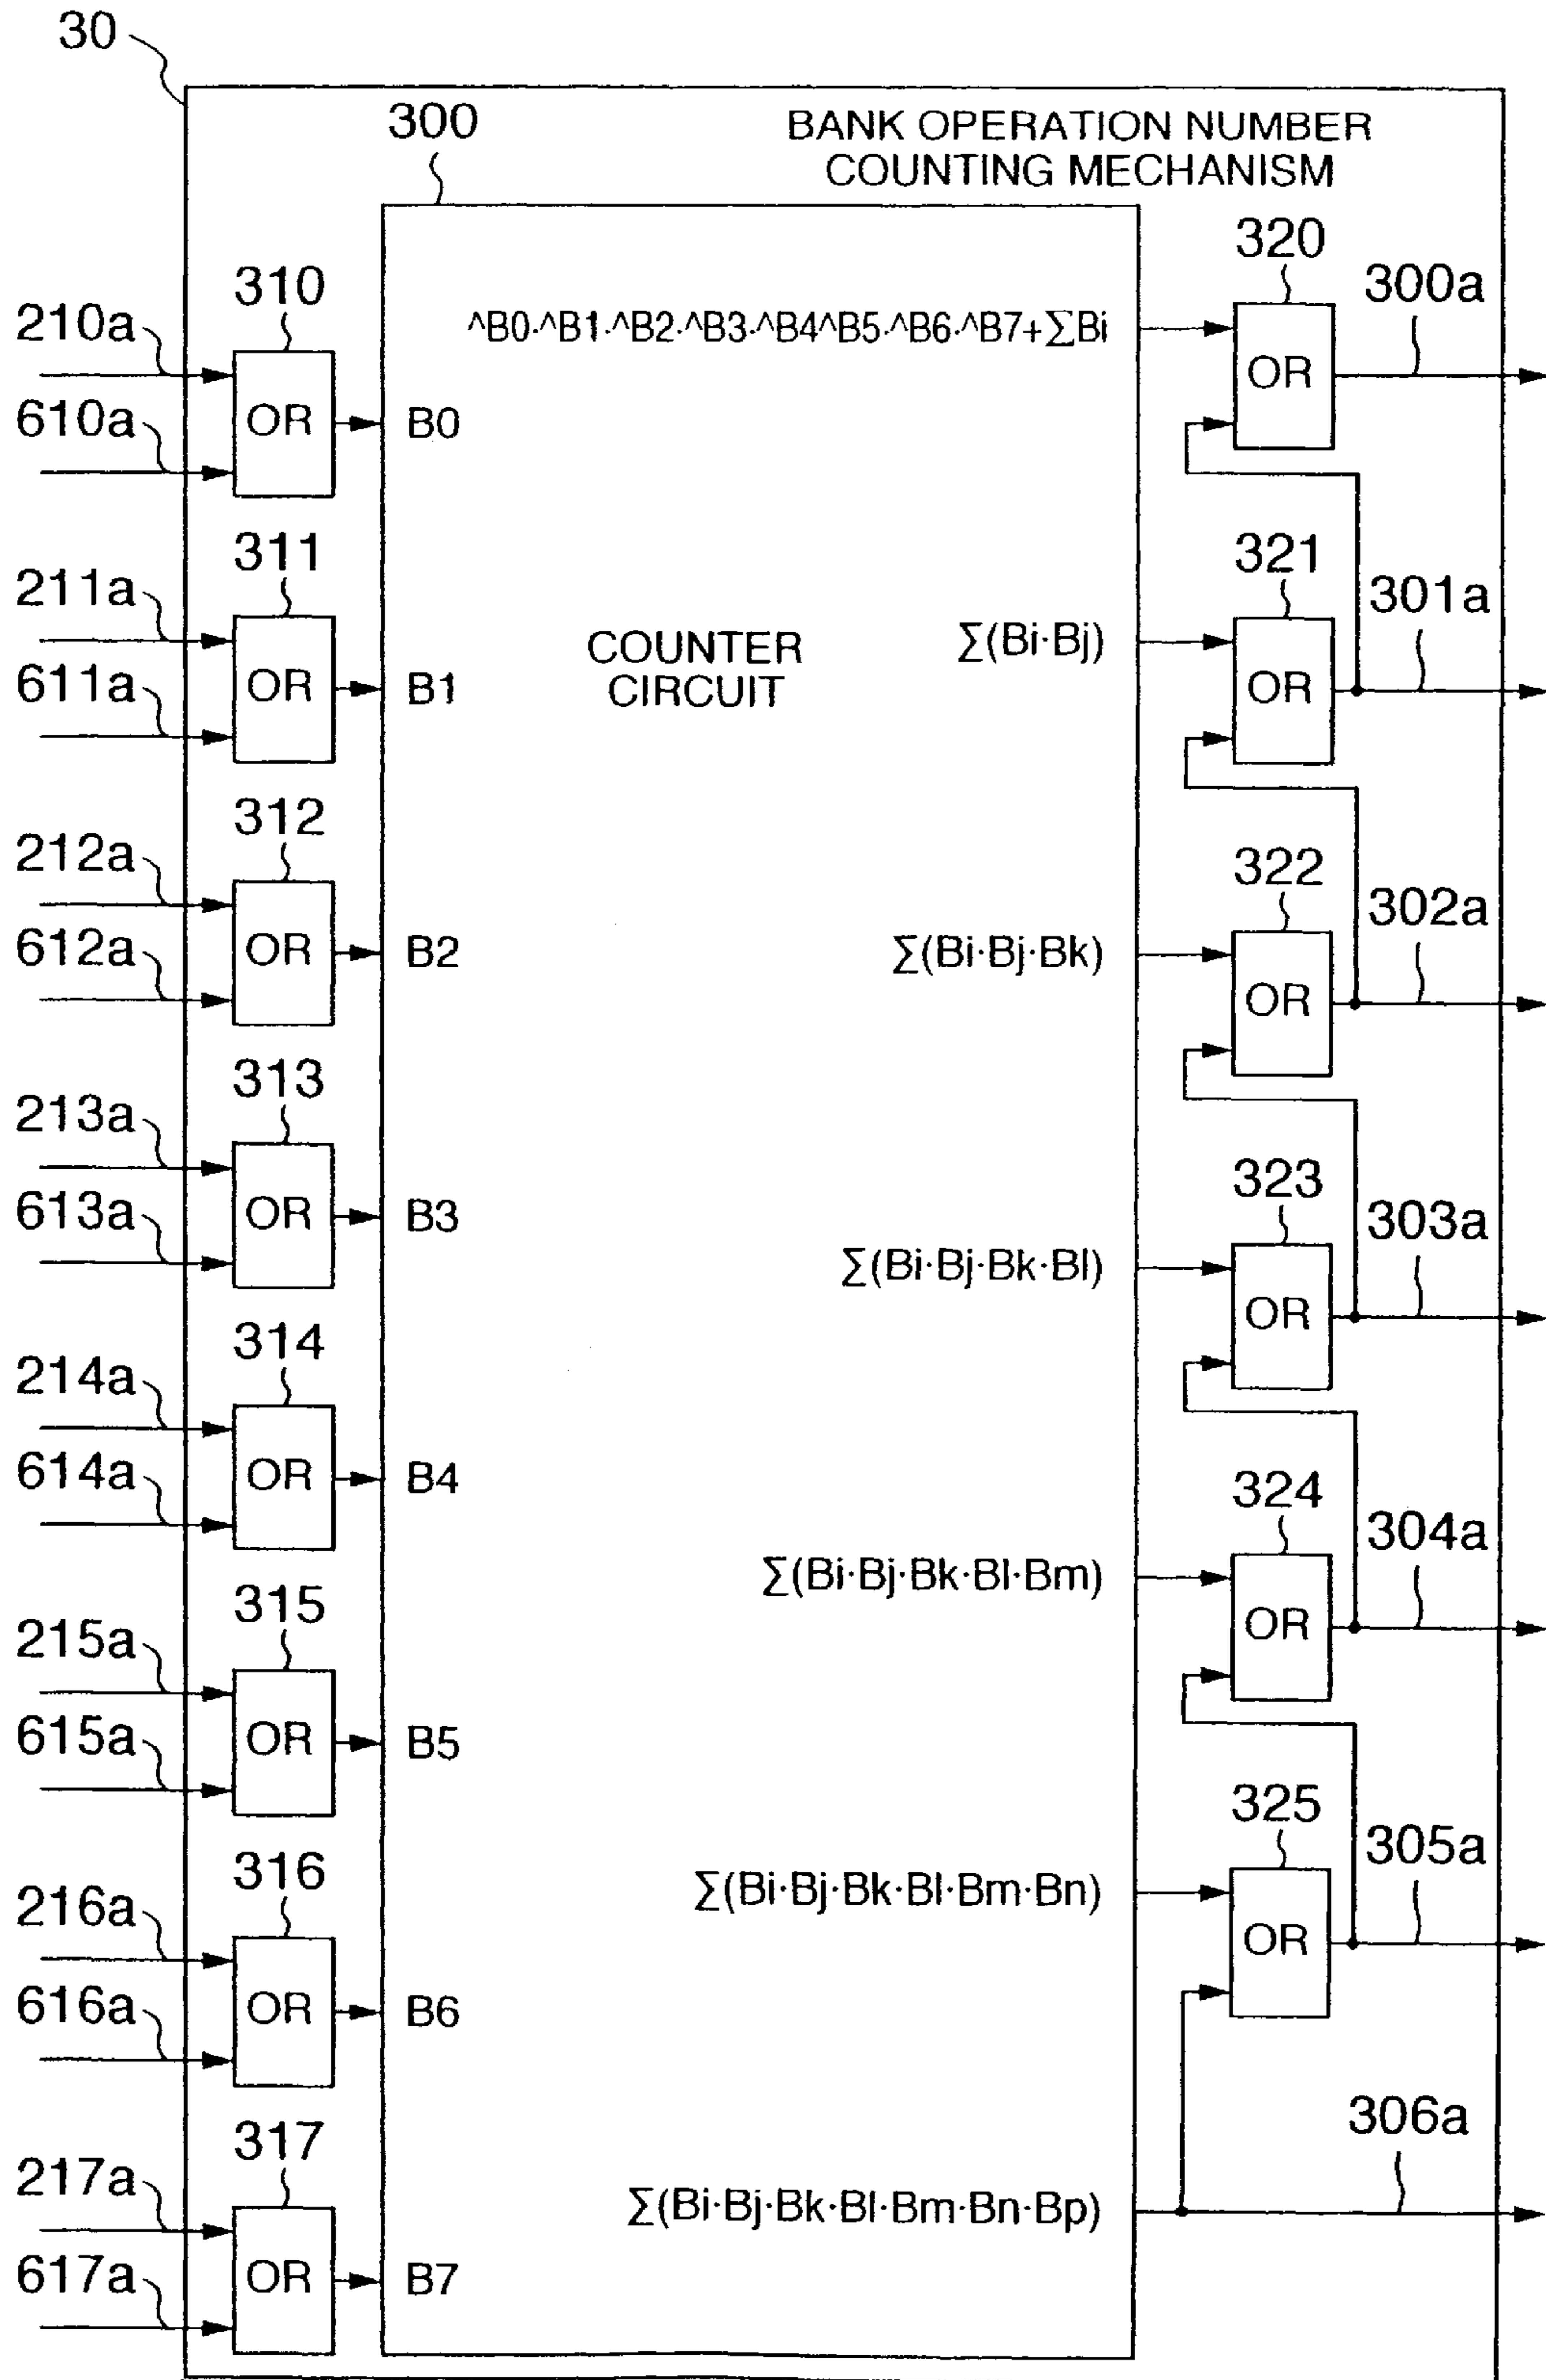 30
300
BANK OPERATION NUMBER
COUNTING MECHANISM
320
300a
310
^B0·^B1·^B2·^B3·^B4^B5·^B6·^B7+∑Bi
210a
OR
610a
OR
B0
311
321
211a
301a
COUNTER
CIRCUIT
∑(Bi·Bj)
611a
OR
B1
OR
312
322
212a
302a
612a
OR
B2
∑(Bi·Bj·Bk)
OR
313
323
213a
303a
613a
OR
B3
∑(Bi·Bj·Bk·Bl)
OR
314
214a
324
614a
OR
B4
304a
∑(Bi·Bj·Bk·Bl·Bm)
OR
315
215a
615a
OR
B5
325
305a
316
∑(Bi·Bj·Bk·Bl·Bm·Bn)
216a
OR
616a
OR
B6
306a
317
217a
∑(Bi·Bj·Bk·Bl·Bm·Bn·Bp)
617a
OR
B7